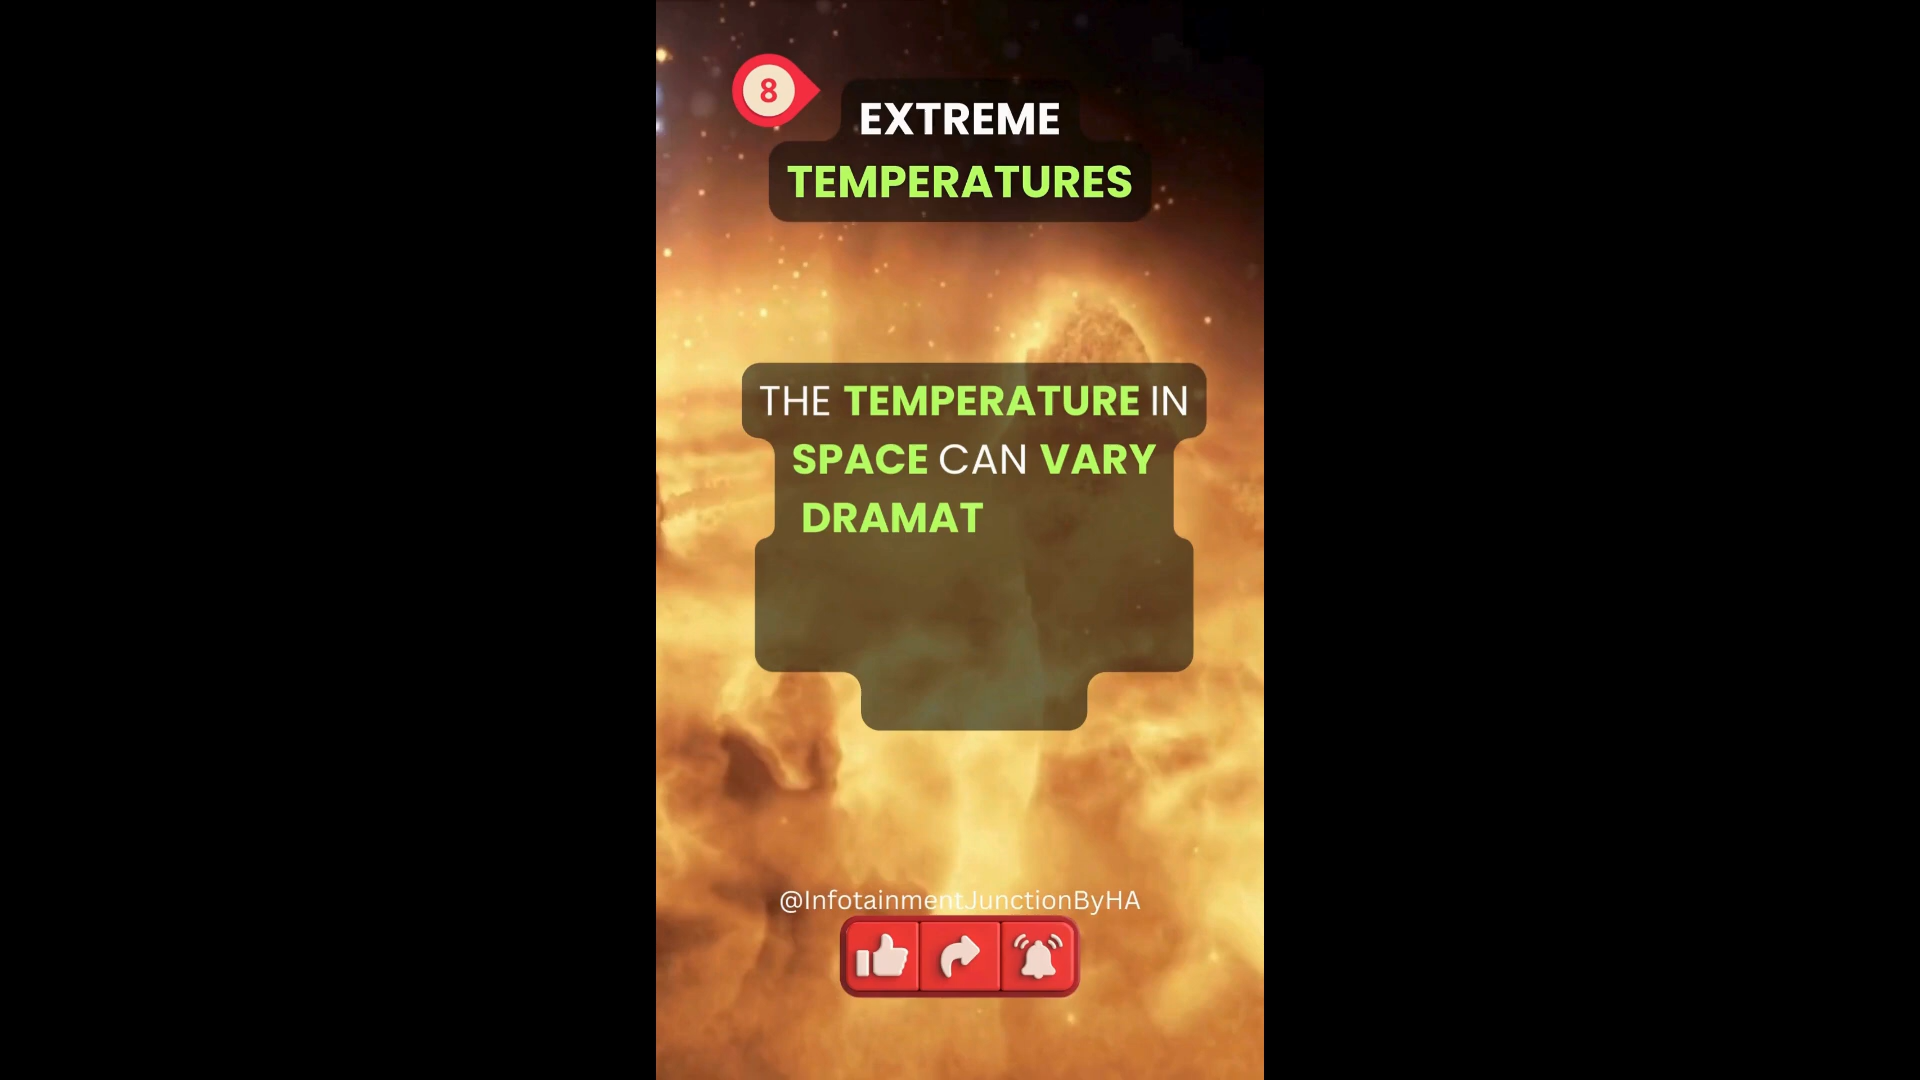 8
EXTREME
TEMPERATURES
THE TEMPERATURE IN
SPACE CAN VARY
DRAMAT
@InfotainmentJunctionByHA